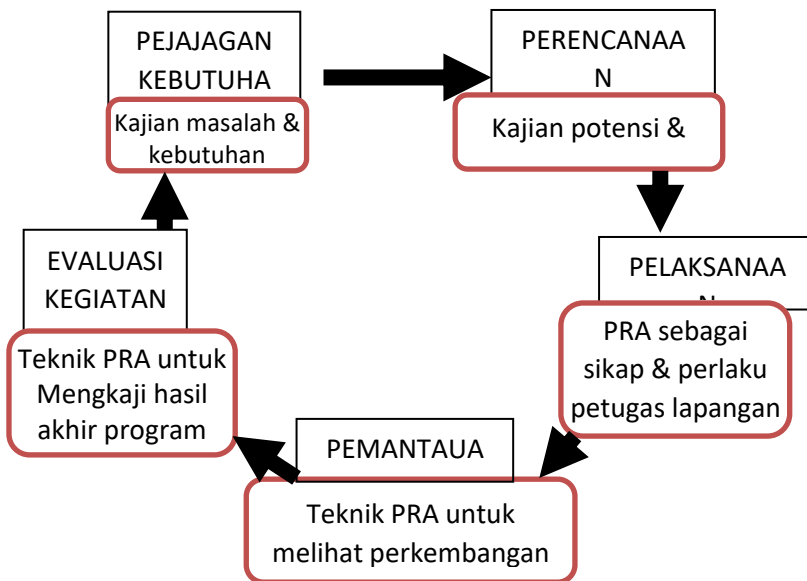 PEJAJAGAN
KEBUTUHA
Kajian masalah &
kebutuhan
PERENCANAA
N
Kajian potensi &
PELAKSANAA
N
PRA sebagai
sikap & perlaku
petugas lapangan
PEMANTAUA
Teknik PRA untuk
melihat perkembangan
EVALUASI
KEGIATAN
Teknik PRA untuk
Mengkaji hasil
akhir program